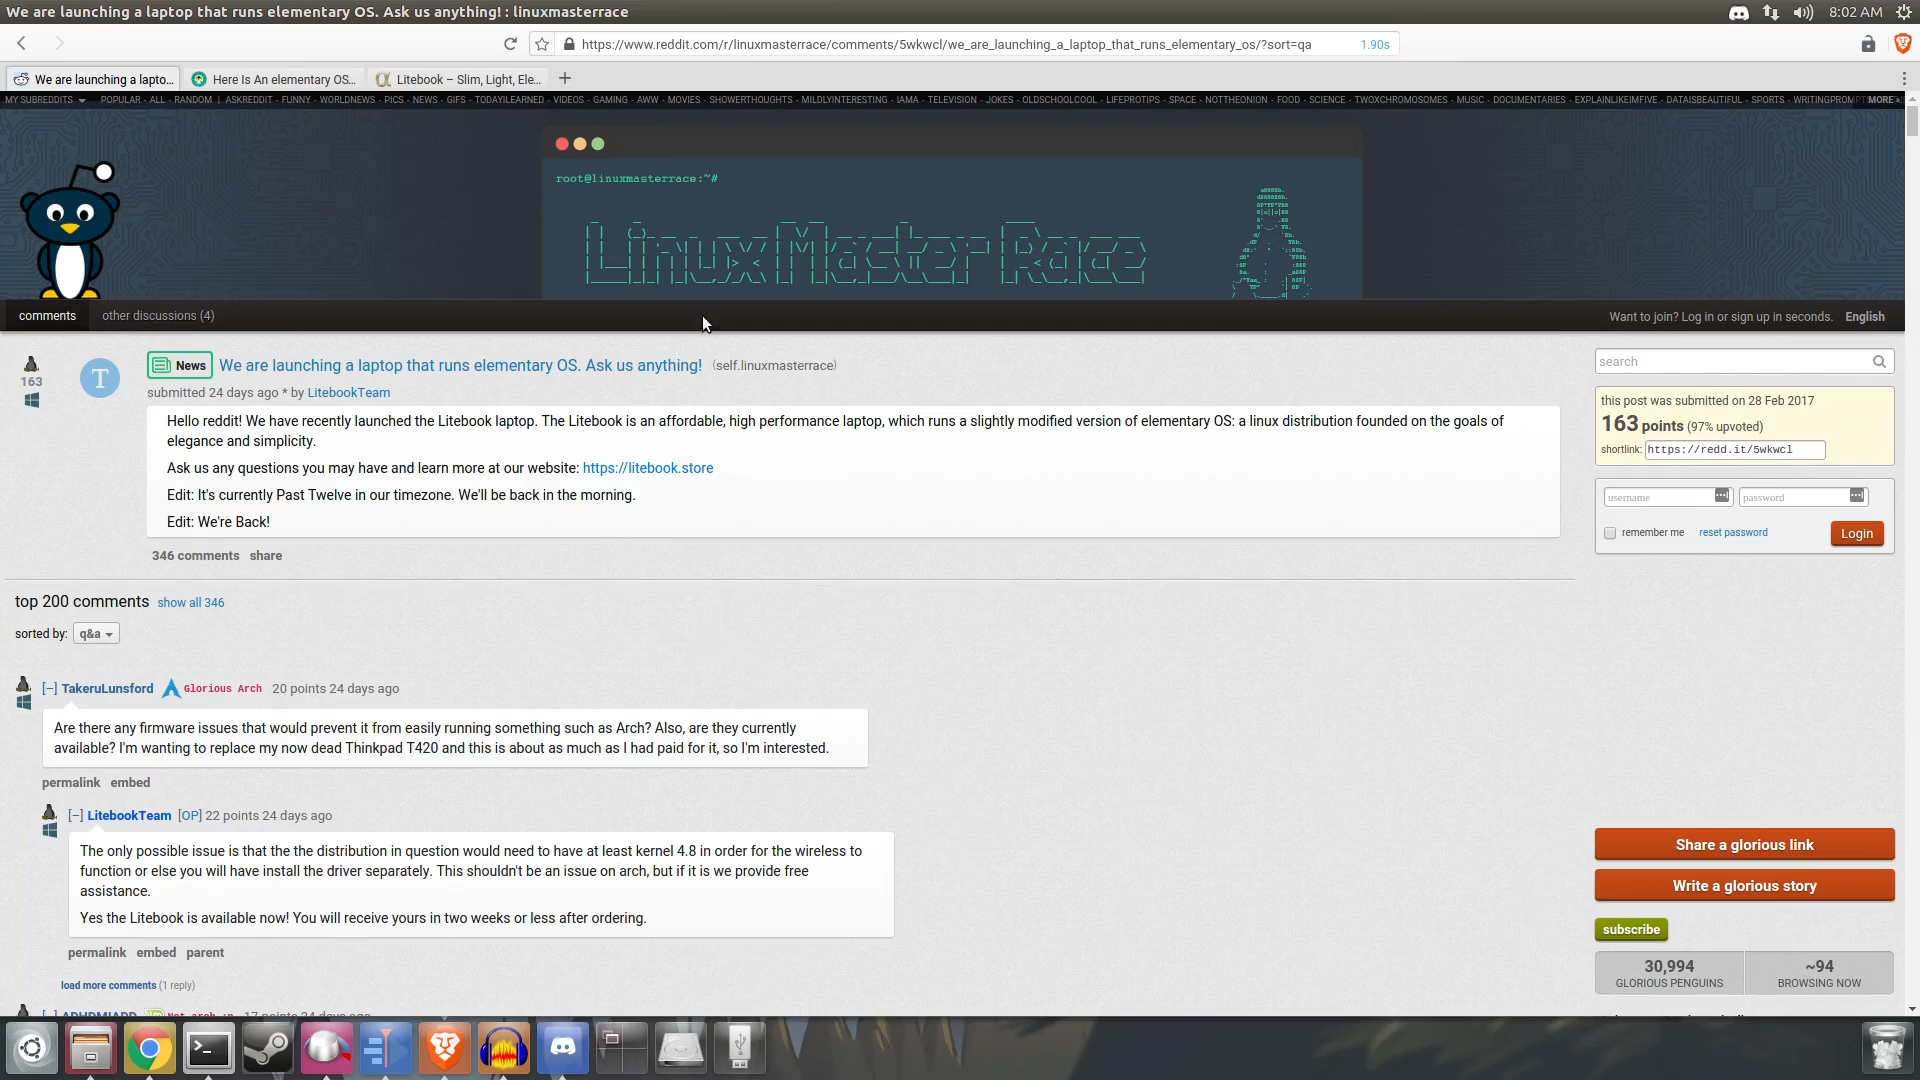 We are launching a laptop that runs elementary OS. Ask us anything! : linuxmasterrace
8:02 AM
https://www.reddit.com/r/linuxmasterrace/comments/5wkwcl/we_are_launching_a_laptop_that_runs_elementary_os/?sort=qa 1.90s
We are launching a lapto... Here Is An elementary OS... Litebook – Slim, Light, Ele...
MY SUBREDDITS POPULAR - ALL - RANDOM | ASKREDDIT - FUNNY - WORLDNEWS - PICS - NEWS - GIFS - TODAYILEARNED - VIDEOS - GAMING - AWW - MOVIES - SHOWERTHOUGHTS - MILDLYINTERESTING - IAMA - TELEVISION - JOKES - OLDSCHOOLCOOL - LIFEPROTIPS - SPACE - NOTTHEONION - FOOD - SCIENCE - TWOXCHROMOSOMES - MUSIC - DOCUMENTARIES - EXPLAINLIKEIMFIVE - DATAISBEAUTIFUL - SPORTS - MORE
root@linuxmasterrace:~#
Linux Master Race
comments other discussions (4)
Want to join? Log in or sign up in seconds. English
163
T
News We are launching a laptop that runs elementary OS. Ask us anything! (self.linuxmasterrace)
submitted 24 days ago * by LitebookTeam
Hello reddit! We have recently launched the Litebook laptop. The Litebook is an affordable, high performance laptop, which runs a slightly modified version of elementary OS: a linux distribution founded on the goals of
elegance and simplicity.
Ask us any questions you may have and learn more at our website: https://litebook.store
Edit: It's currently Past Twelve in our timezone. We'll be back in the morning.
Edit: We're Back!
346 comments share
top 200 comments show all 346
sorted by: q&a
[–] TakeruLunsford Glorious Arch 20 points 24 days ago
Are there any firmware issues that would prevent it from easily running something such as Arch? Also, are they currently
available? I'm wanting to replace my now dead Thinkpad T420 and this is about as much as I had paid for it, so I'm interested.
permalink embed
[–] LitebookTeam [OP] 22 points 24 days ago
The only possible issue is that the the distribution in question would need to have at least kernel 4.8 in order for the wireless to
function or else you will have install the driver separately. This shouldn't be an issue on arch, but if it is we provide free
assistance.
Yes the Litebook is available now! You will receive yours in two weeks or less after ordering.
permalink embed parent
load more comments (1 reply)
search
this post was submitted on 28 Feb 2017
163 points (97% upvoted)
shortlink: https://redd.it/5wkwcl
username password
remember me reset password Login
Share a glorious link
Write a glorious story
subscribe
30,994 ~94
GLORIOUS PENGUINS BROWSING NOW